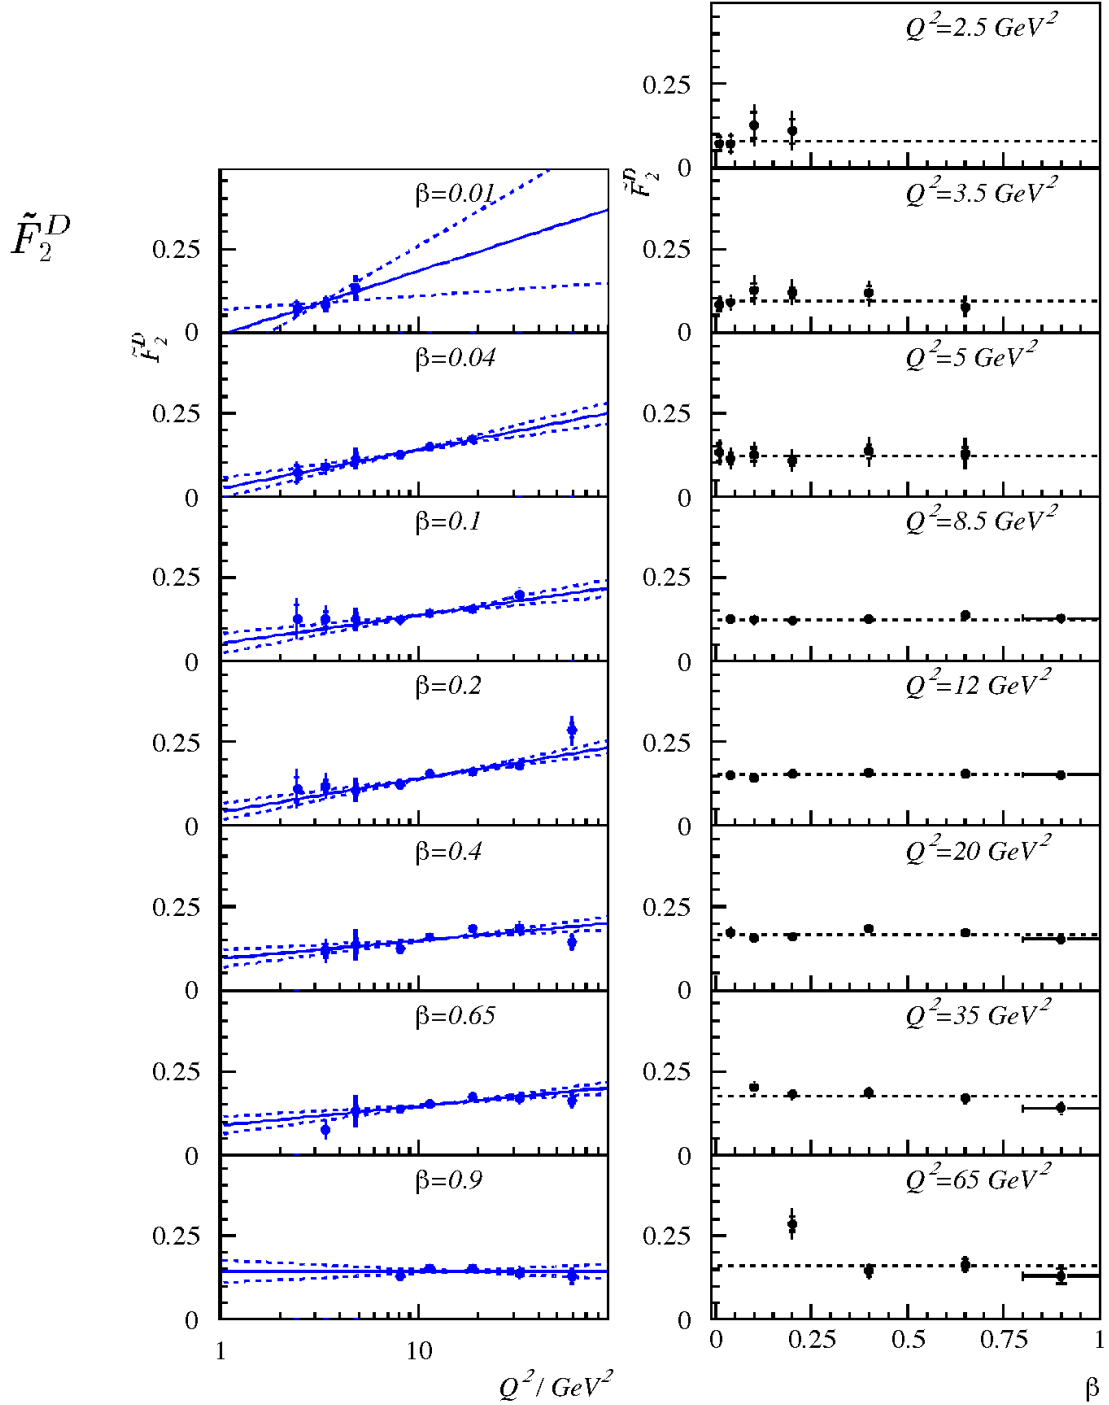 Q²=2.5 GeV²
0.25
0
F̃₂ᴰ
β=0.01
Q²=3.5 GeV²
F̃₂ᴰ
0.25
0.25
0
0
F̃₂ᴰ
β=0.04
Q²=5 GeV²
0.25
0.25
0
0
β=0.1
Q²=8.5 GeV²
0.25
0.25
0
0
β=0.2
Q²=12 GeV²
0.25
0.25
0
0
β=0.4
Q²=20 GeV²
0.25
0.25
0
0
β=0.65
Q²=35 GeV²
0.25
0.25
0
0
β=0.9
Q²=65 GeV²
0.25
0.25
0
0
1 10
0 0.25 0.5 0.75 1
Q² / GeV²
β